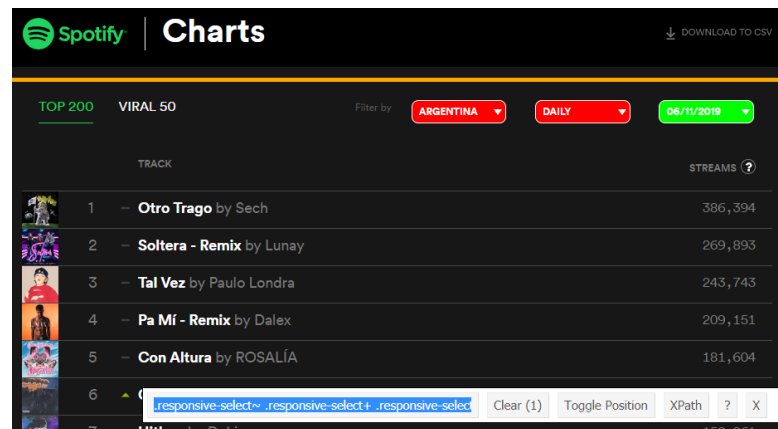 Spotify | Charts
DOWNLOAD TO CSV
TOP 200 VIRAL 50 Filter by ARGENTINA DAILY 06/11/2019
TRACK STREAMS ?
1 – Otro Trago by Sech 386,394
2 – Soltera - Remix by Lunay 269,893
3 – Tal Vez by Paulo Londra 243,743
4 – Pa Mí - Remix by Dalex 209,151
5 – Con Altura by ROSALÍA 181,604
6
.responsive-select~ .responsive-select+ .responsive-select Clear (1) Toggle Position XPath ? X